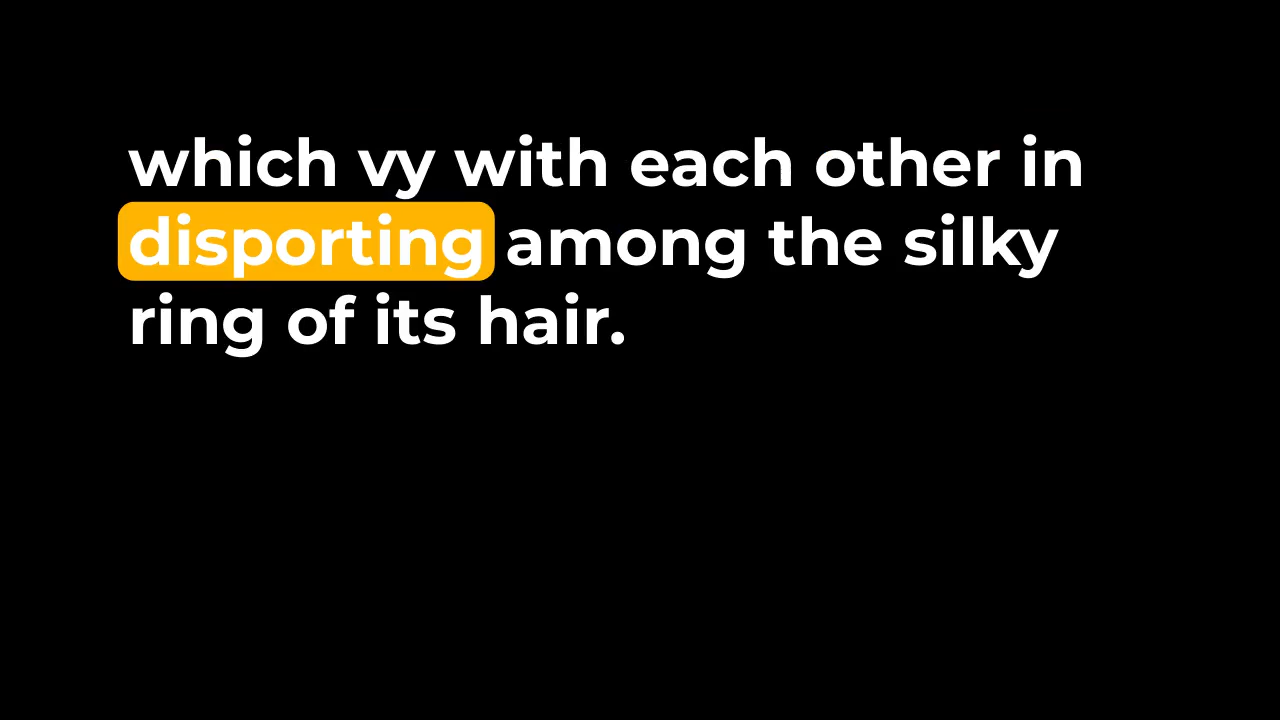 which vy with each other in
disporting among the silky
ring of its hair.